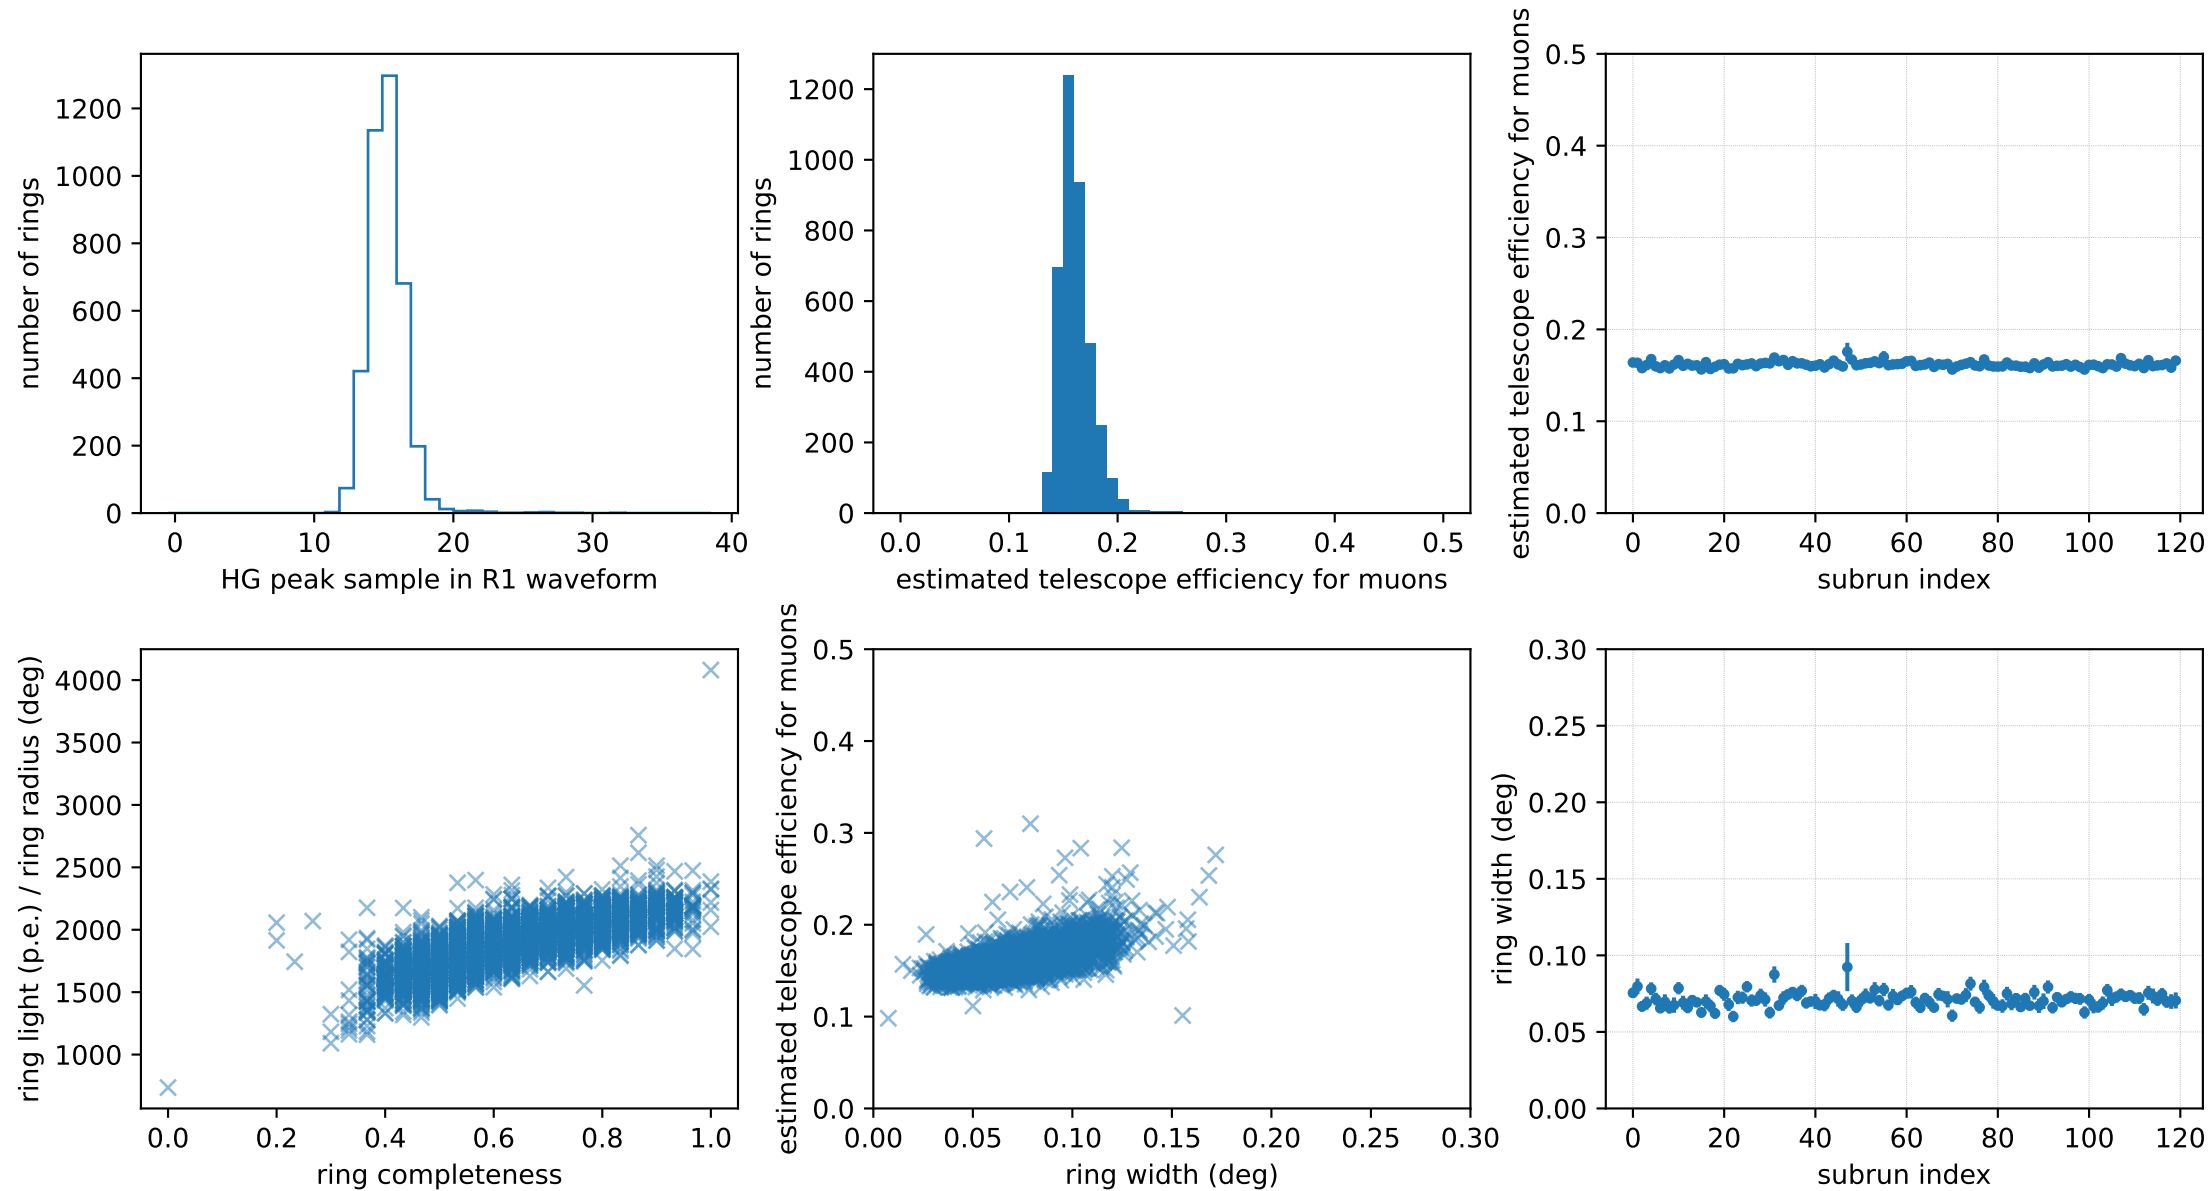 number of rings
1200
1000
800
600
400
200
0
0 10 20 30 40
HG peak sample in R1 waveform
number of rings
1200
1000
800
600
400
200
0
0.0 0.1 0.2 0.3 0.4 0.5
estimated telescope efficiency for muons
estimated telescope efficiency for muons
0.5
0.4
0.3
0.2
0.1
0.0
0 20 40 60 80 100 120
subrun index
ring light (p.e.) / ring radius (deg)
4000
3500
3000
2500
2000
1500
1000
0.0 0.2 0.4 0.6 0.8 1.0
ring completeness
estimated telescope efficiency for muons
0.5
0.4
0.3
0.2
0.1
0.0
0.00 0.05 0.10 0.15 0.20 0.25 0.30
ring width (deg)
ring width (deg)
0.30
0.25
0.20
0.15
0.10
0.05
0.00
0 20 40 60 80 100 120
subrun index